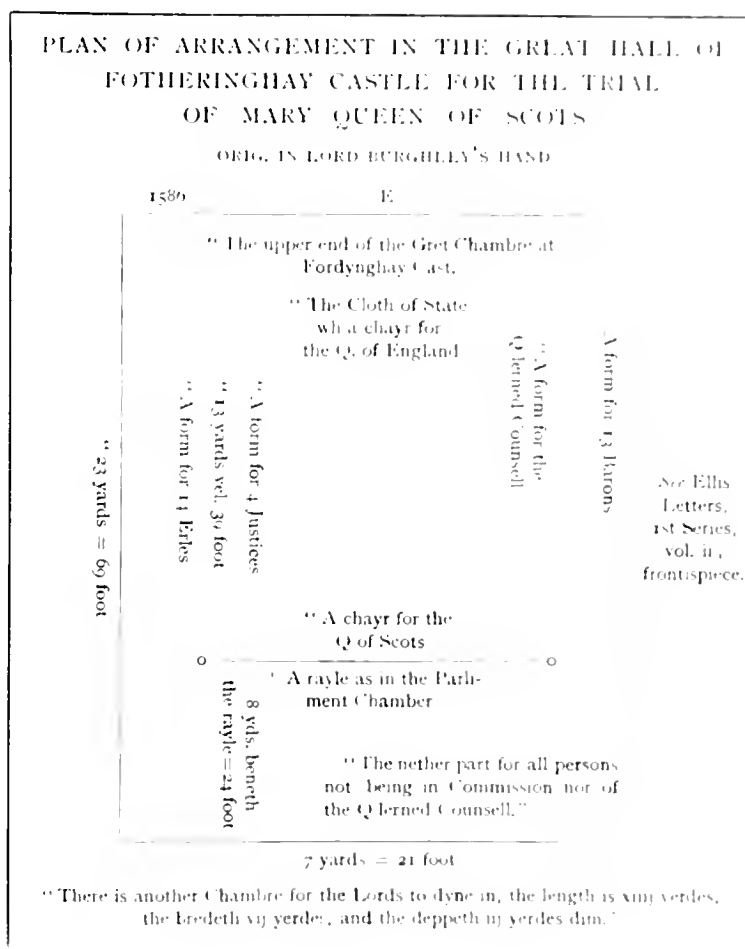 PLAN OF ARRANGEMENT IN THE GREAT HALL OF
FOTHERINGHAY CASTLE FOR THE TRIAL
OF MARY QUEEN OF SCOTS
ORIG. IN LORD BURGHLEY'S HAND
1586 E
"The upper end of the Gret Chambre at
Fordynghay Cast.
"The Cloth of State
wh a chayr for
the Q. of England
"23 yards = 69 foot
"A form for 14 Erles
"13 yards vel. 39 foot
"A form for 4 Justices
"A form for the
Q lerned Counsell
A form for 13 Barons
See Ellis
Letters,
1st Series,
vol. ii,
frontispiece.
"A chayr for the
Q of Scots
o o
' A rayle as in the Parli-
ment Chamber
8 yds. beneth
the rayle = 24 foot
"The nether part for all persons
not being in Commission nor of
the Q lerned Counsell."
7 yards = 21 foot
"There is another Chambre for the Lords to dyne in, the length is xiiij yerdes,
the bredeth vij yerdes, and the deppeth iij yerdes dim."